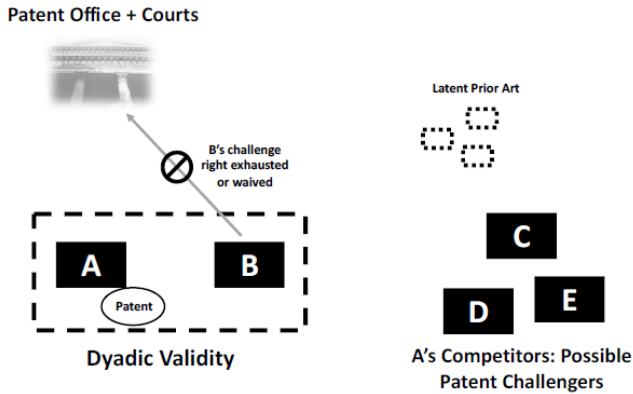 Patent Office + Courts
Latent Prior Art
B's challenge
right exhausted
or waived
A
B
Patent
C
D
E
Dyadic Validity
A's Competitors: Possible
Patent Challengers